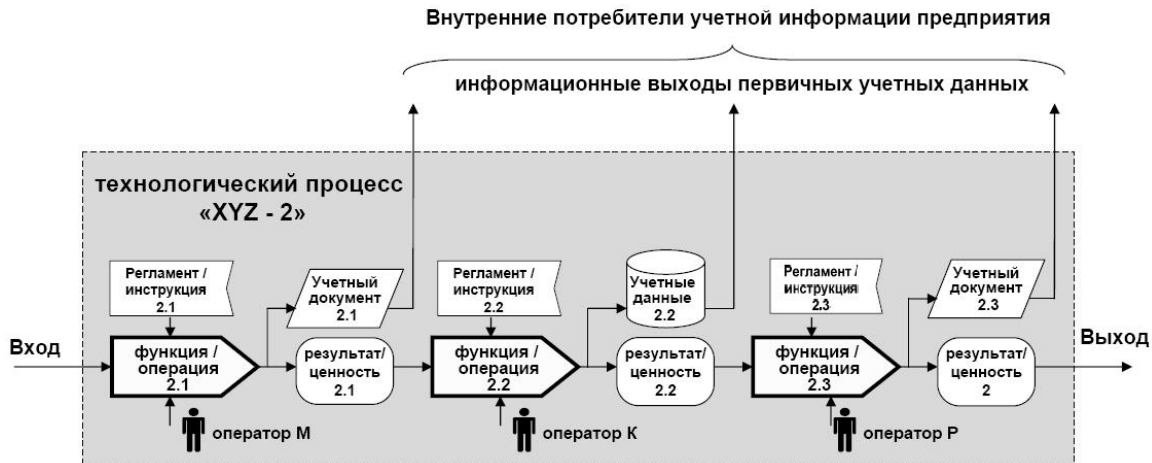 Внутренние потребители учетной информации предприятия
информационные выходы первичных учетных данных
технологический процесс
«XYZ - 2»
Регламент /
инструкция
2.1
Учетный
документ
2.1
Регламент /
инструкция
2.2
Учетные
данные
2.2
Регламент /
инструкция
2.3
Учетный
документ
2.3
Вход
функция /
операция
2.1
результат/
ценность
2.1
функция /
операция
2.2
результат/
ценность
2.2
функция /
операция
2.3
результат/
ценность
2
Выход
оператор М
оператор К
оператор Р